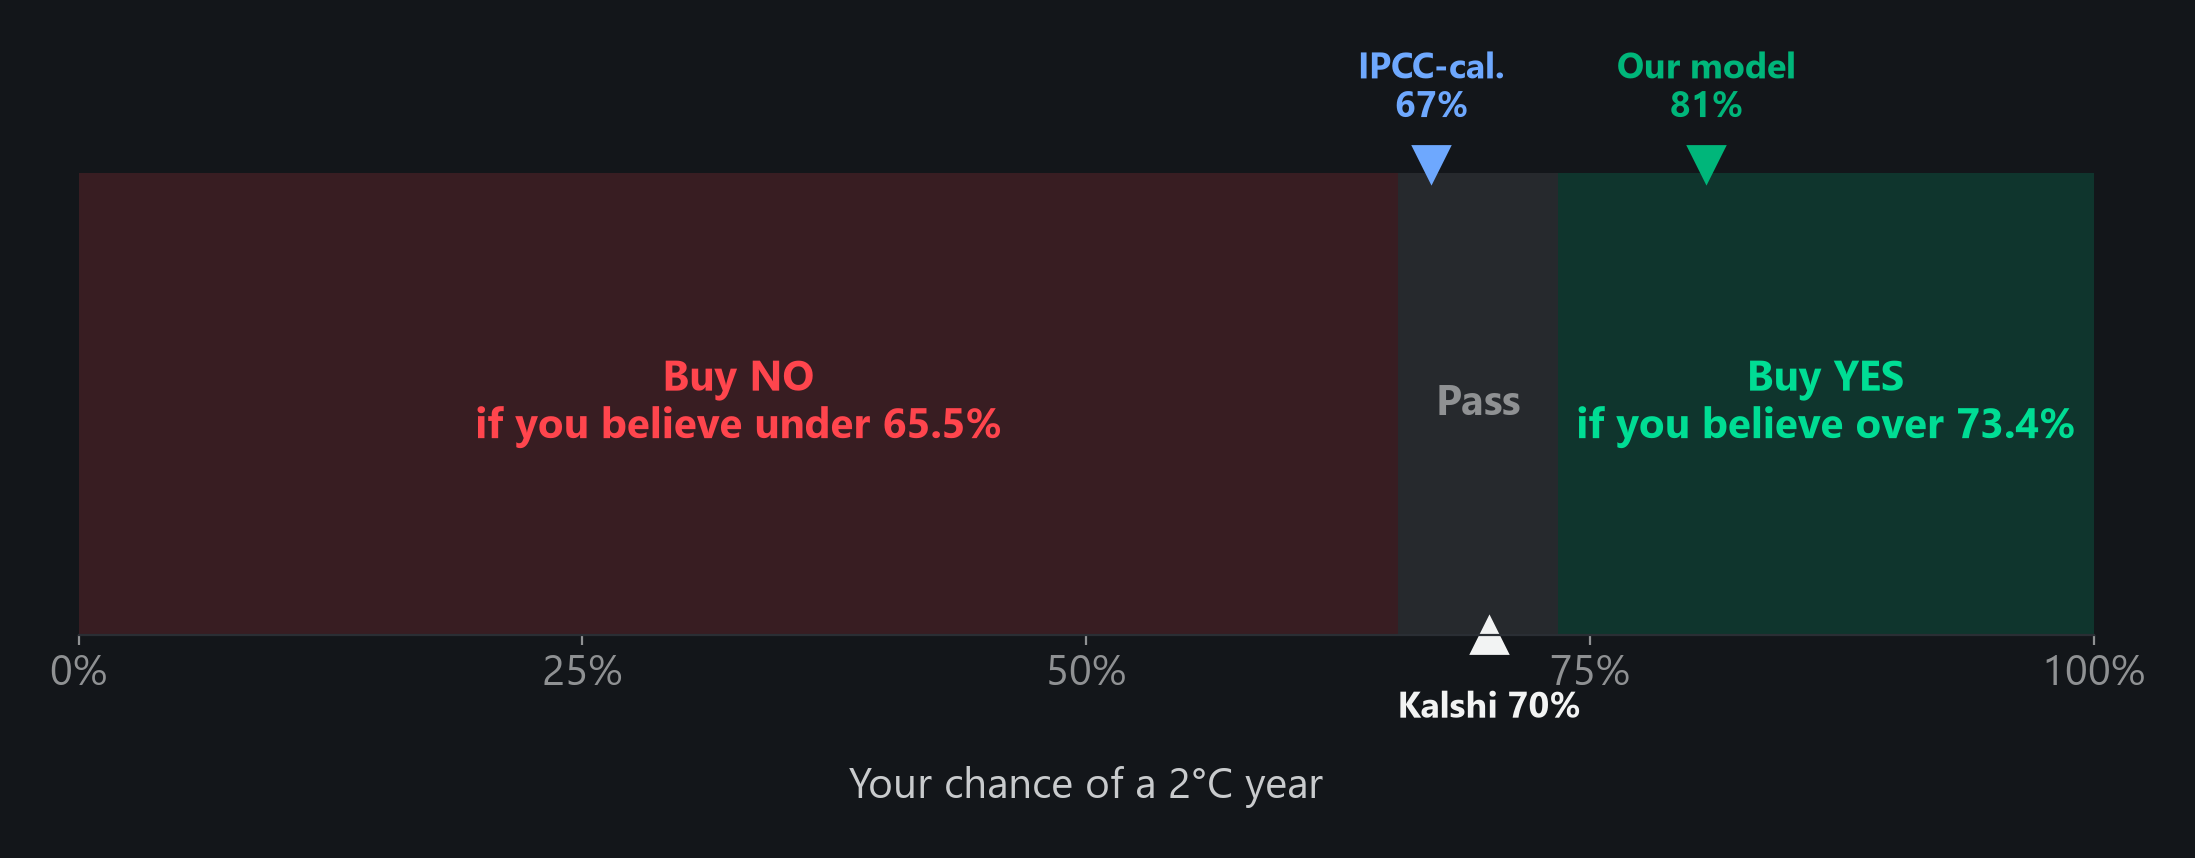 IPCC-cal.
67%
Our model
81%
Buy NO
if you believe under 65.5%
Pass
Buy YES
if you believe over 73.4%
0%
25%
50%
75%
100%
Kalshi 70%
Your chance of a 2°C year